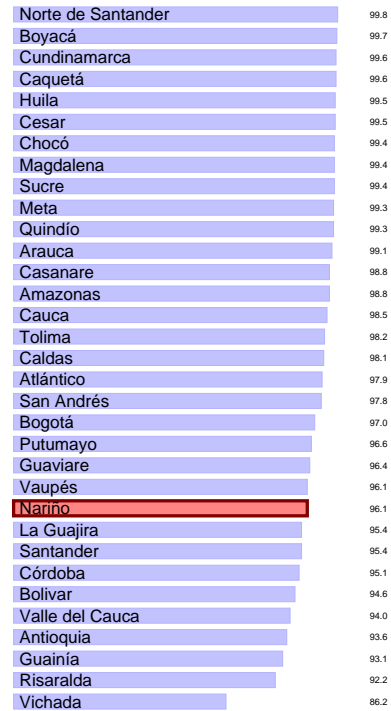 Norte de Santander 99.8
Boyacá 99.7
Cundinamarca 99.6
Caquetá 99.6
Huila 99.5
Cesar 99.5
Chocó 99.4
Magdalena 99.4
Sucre 99.4
Meta 99.3
Quindío 99.3
Arauca 99.1
Casanare 98.8
Amazonas 98.8
Cauca 98.5
Tolima 98.2
Caldas 98.1
Atlántico 97.9
San Andrés 97.8
Bogotá 97.0
Putumayo 96.6
Guaviare 96.4
Vaupés 96.1
Nariño 96.1
La Guajira 95.4
Santander 95.4
Córdoba 95.1
Bolivar 94.6
Valle del Cauca 94.0
Antioquia 93.6
Guainía 93.1
Risaralda 92.2
Vichada 86.2